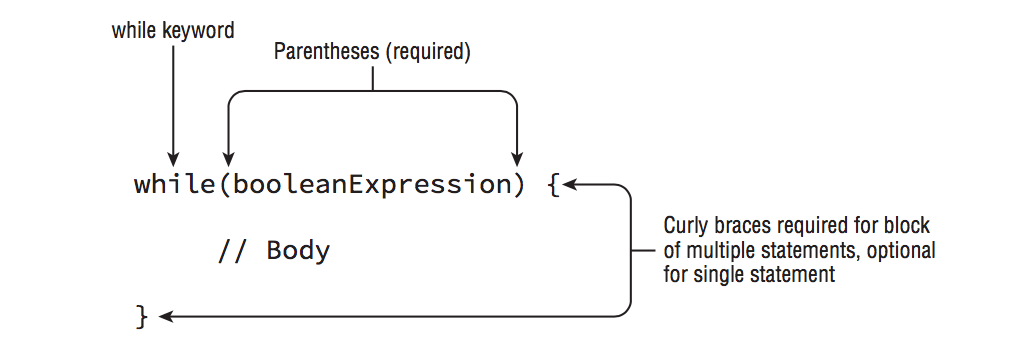 while keyword
Parentheses (required)
while(booleanExpression) {
// Body
Curly braces required for block
of multiple statements, optional
for single statement
}